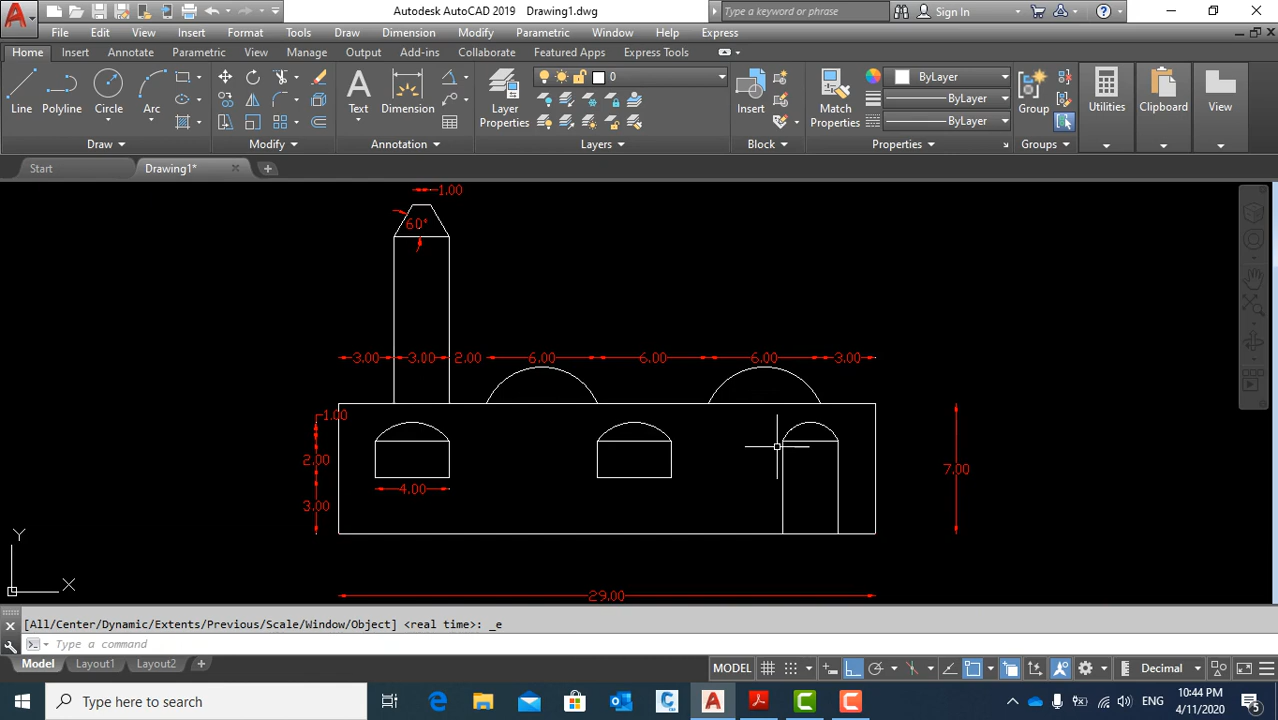 Autodesk AutoCAD 2019 Drawing1.dwg
Type a keyword or phrase
Sign In
File Edit View Insert Format Tools Draw Dimension Modify Parametric Window Help Express
Home Insert Annotate Parametric View Manage Output Add-ins Collaborate Featured Apps Express Tools
0
ByLayer
ByLayer
ByLayer
Line Polyline Circle Arc
Text Dimension
Layer Properties
Insert
Match Properties
Group
Utilities
Clipboard
View
Draw Modify Annotation Layers Block Properties Groups
Start Drawing1*
1.00
60°
3.00 3.00 2.00 6.00 6.00 6.00 3.00
1.00
2.00
7.00
4.00
3.00
Y
X
29.00
[All/Center/Dynamic/Extents/Previous/Scale/Window/Object] <real time>: _e
Type a command
Model Layout1 Layout2 +
MODEL Decimal
Type here to search
ENG
10:44 PM
4/11/2020
5